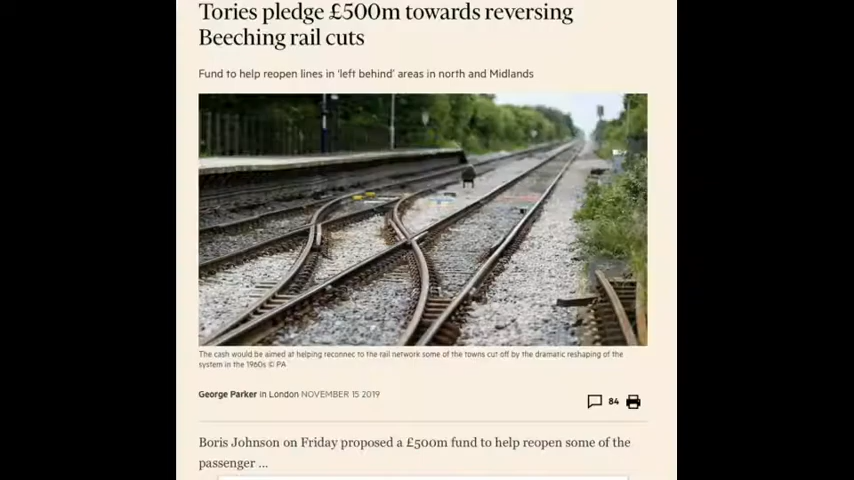 Tories pledge £500m towards reversing
Beeching rail cuts
Fund to help reopen lines in 'left behind' areas in north and Midlands
The cash would be aimed at helping reconnec to the rail network some of the towns cut off by the dramatic reshaping of the
system in the 1960s © PA
George Parker in London NOVEMBER 15 2019
84
Boris Johnson on Friday proposed a £500m fund to help reopen some of the
passenger ...